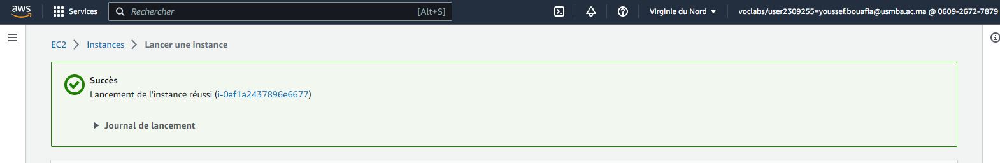 aws Services Rechercher [Alt+S] Virginie du Nord voclabs/user2309255=youssef.bouafia@usmba.ac.ma @ 0609-2672-7879
EC2 Instances Lancer une instance
Succès
Lancement de l'instance réussi (i-0af1a2437896e6677)
Journal de lancement